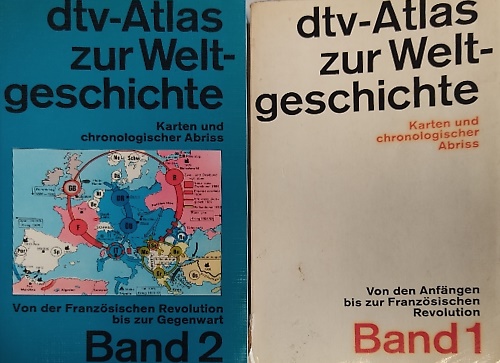 dtv-Atlas
zur Welt-
geschichte
Karten und
chronologischer
Abriss
GB
R
F
Von der Französischen Revolution
bis zur Gegenwart
Band 2
dtv-Atlas
zur Welt-
geschichte
Karten und
chronologischer
Abriss
Von den Anfängen
bis zur Französischen
Revolution
Band 1